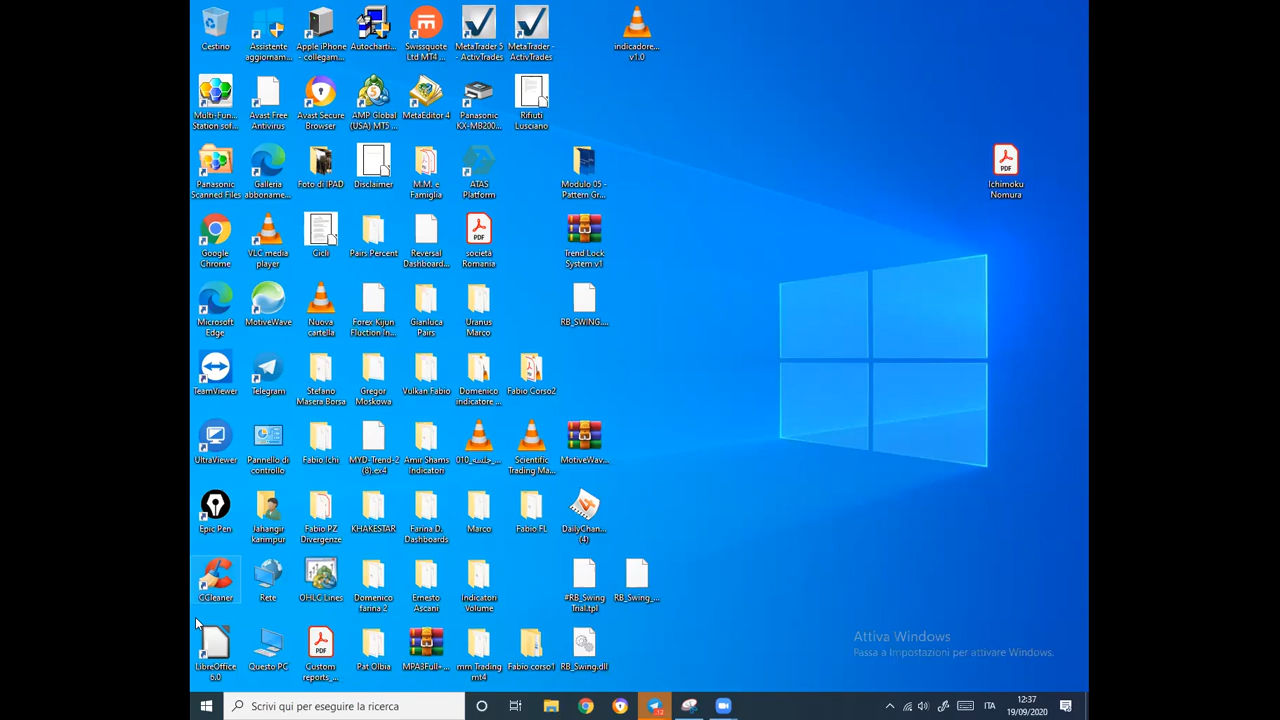 Cestino
Assistente
aggiornam...
Apple iPhone
- collegam...
Autocharti...
Swissquote
Ltd MT4 ...
MetaTrader 5
- ActivTrades
MetaTrader -
ActivTrades
indicadore...
v1.0
Multi-Fun...
Station sof...
Avast Free
Antivirus
Avast Secure
Browser
AMP Global
(USA) MT5 ...
MetaEditor 4
Panasonic
KX-MB200...
Rifiuti
Lusciano
Panasonic
Scanned Files
Galleria
abboname...
Foto di IPAD
Disclaimer
M.M. e
Famiglia
ATAS
Platform
Modulo 05 -
Pattern Gr...
PDF
Ichimoku
Nomura
Google
Chrome
VLC media
player
Cicli
Pairs Percent
Reversal
Dashboard...
PDF
società
Romania
Trend Lock
System v1
Microsoft
Edge
MotiveWave
Nuova
cartella
Forex Kijun
Fluction In...
Gianluca
Pairs
Uranus
Marco
RB_SWING....
TeamViewer
Telegram
Stefano
Masera Borsa
Gregor
Moskowa
Vulkan Fabio
Domenico
indicatore ...
Fabio Corso2
UltraViewer
Pannello di
controllo
Fabio Ichi
MYD-Trend-2
(8).ex4
Amir Shams
Indicatori
010_جلسه_...
Scientific
Trading Ma...
MotiveWav...
Epic Pen
Jahangir
karimpur
Fabio PZ
Divergenze
KHAKESTAR
Farina D.
Dashboards
Marco
Fabio FL
DailyChan...
(4)
CCleaner
Rete
OHLC Lines
Domenico
farina 2
Ernesto
Ascani
Indicatori
Volume
#RB_Swing
Trial.tpl
RB_Swing_...
LibreOffice
6.0
Questo PC
PDF
Custom
reports_...
Pat Olbia
MPA3Full+...
mm Trading
mt4
Fabio corso1
RB_Swing.dll
Attiva Windows
Passa a Impostazioni per attivare Windows.
Scrivi qui per eseguire la ricerca
12
ITA
12:37
19/09/2020